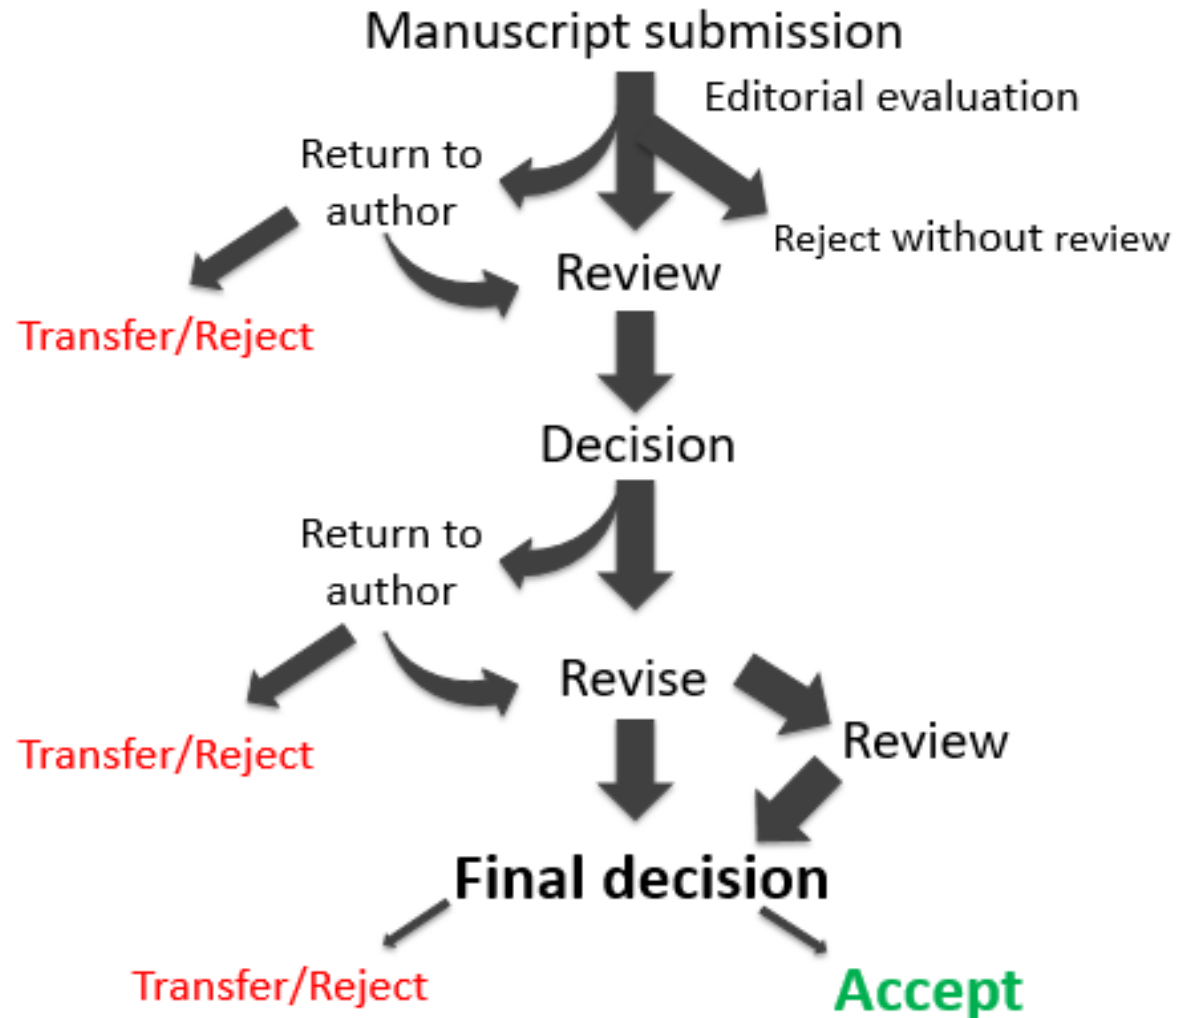 Manuscript submission
Editorial evaluation
Return to
author
Reject without review
Review
Transfer/Reject
Decision
Return to
author
Revise
Review
Transfer/Reject
Final decision
Transfer/Reject
Accept